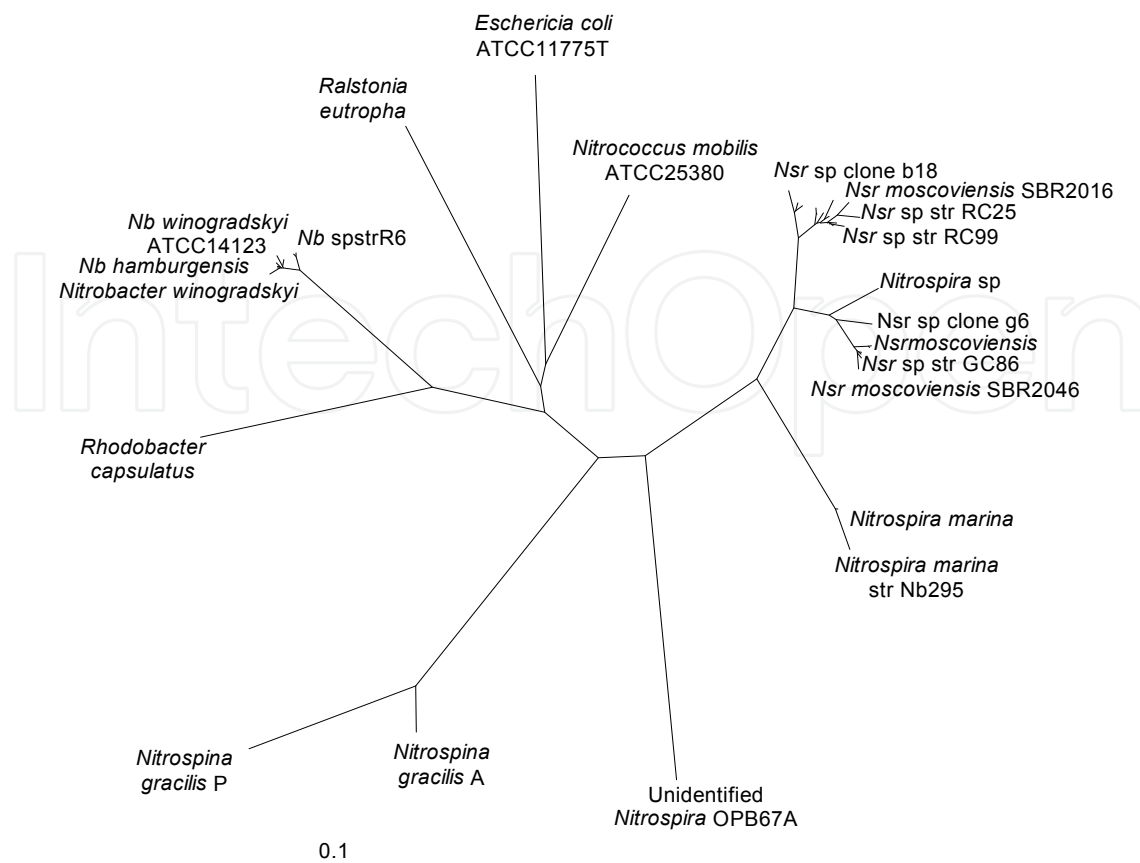 Eschericia coli
ATCC11775T
Ralstonia
eutropha
Nitrococcus mobilis
ATCC25380
Nsr sp clone b18
Nsr moscoviensis SBR2016
Nsr sp str RC25
Nsr sp str RC99
Nb winogradskyi
ATCC14123
Nb spstrR6
Nb hamburgensis
Nitrobacter winogradskyi
Nitrospira sp
Nsr sp clone g6
Nsrmoscoviensis
Nsr sp str GC86
Nsr moscoviensis SBR2046
IntechOpen
Rhodobacter
capsulatus
Nitrospira marina
Nitrospira marina
str Nb295
Nitrospina
gracilis P
Nitrospina
gracilis A
Unidentified
Nitrospira OPB67A
0.1